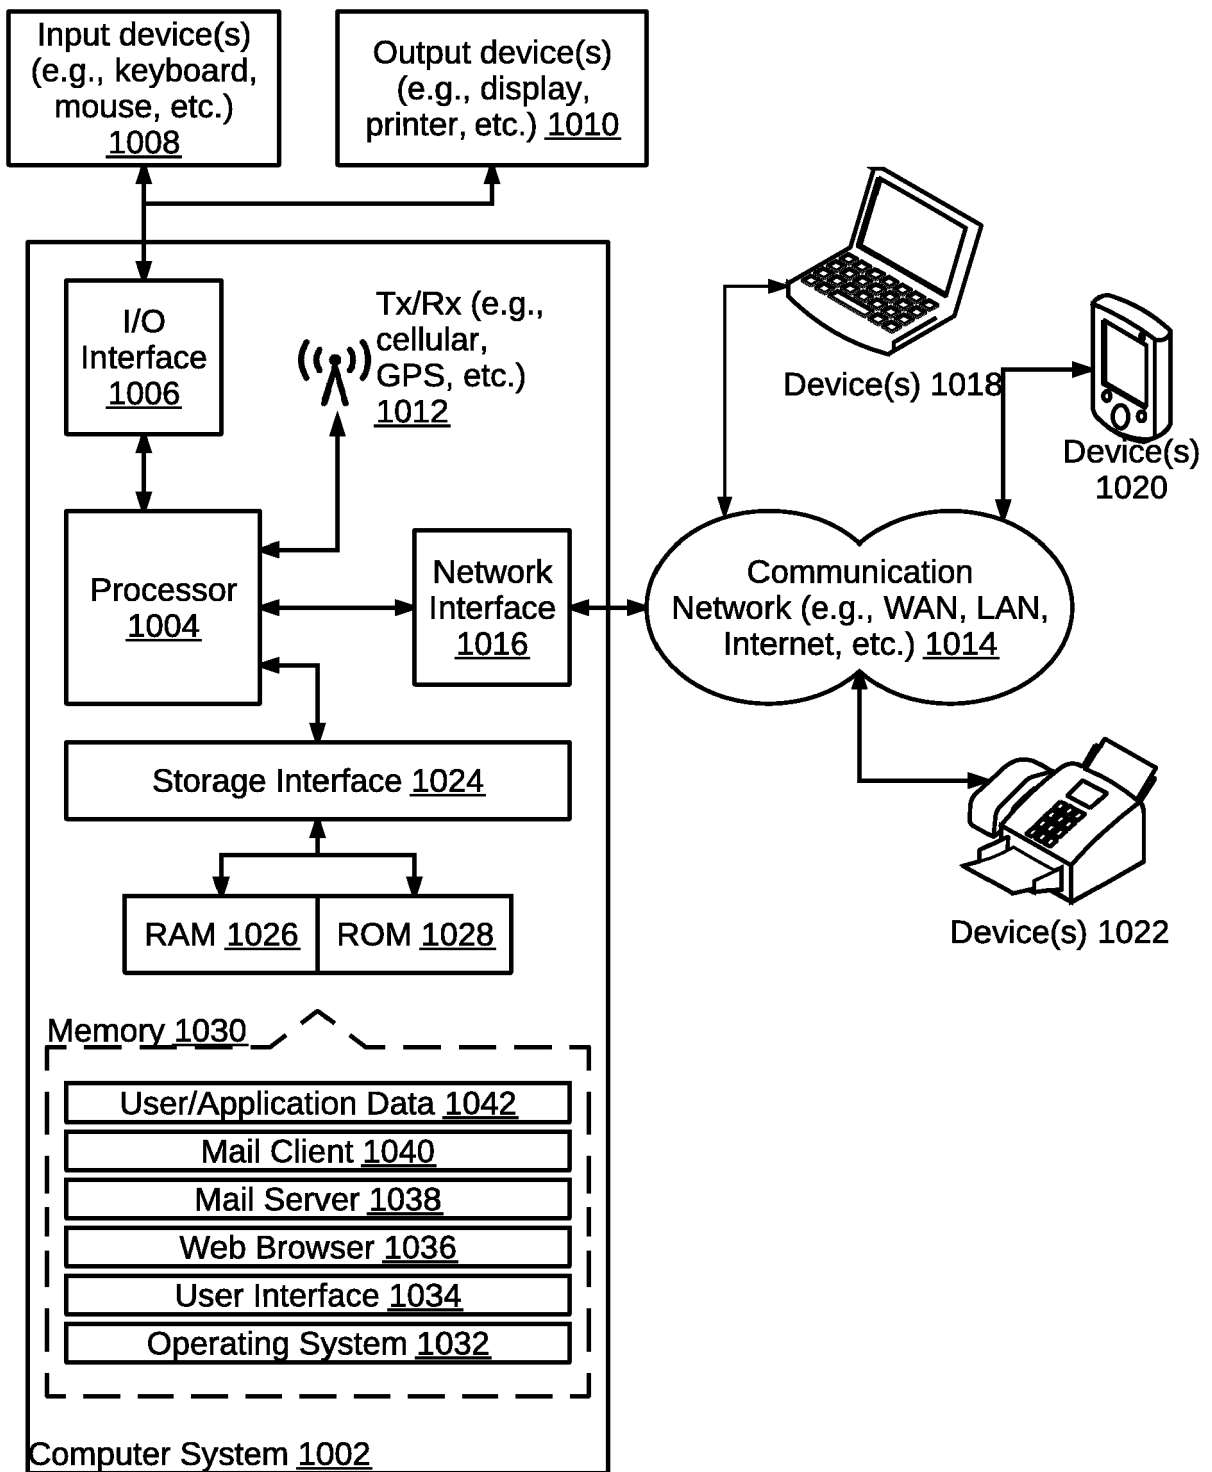 Input device(s)
(e.g., keyboard,
mouse, etc.)
1008
Output device(s)
(e.g., display,
printer, etc.) 1010
I/O
Interface
1006
Tx/Rx (e.g.,
cellular,
GPS, etc.)
1012
Device(s) 1018
Device(s)
1020
Processor
1004
Network
Interface
1016
Communication
Network (e.g., WAN, LAN,
Internet, etc.) 1014
Storage Interface 1024
RAM 1026
ROM 1028
Device(s) 1022
Memory 1030
User/Application Data 1042
Mail Client 1040
Mail Server 1038
Web Browser 1036
User Interface 1034
Operating System 1032
Computer System 1002